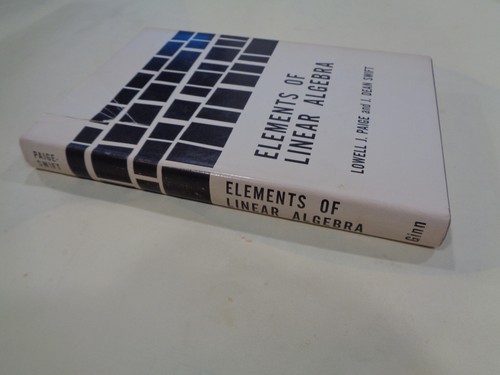 ELEMENTS OF
LINEAR ALGEBRA
LOWELL J. PAIGE and J. DEAN SWIFT
PAIGE-
SWIFT
ELEMENTS OF
LINEAR ALGEBRA
Ginn